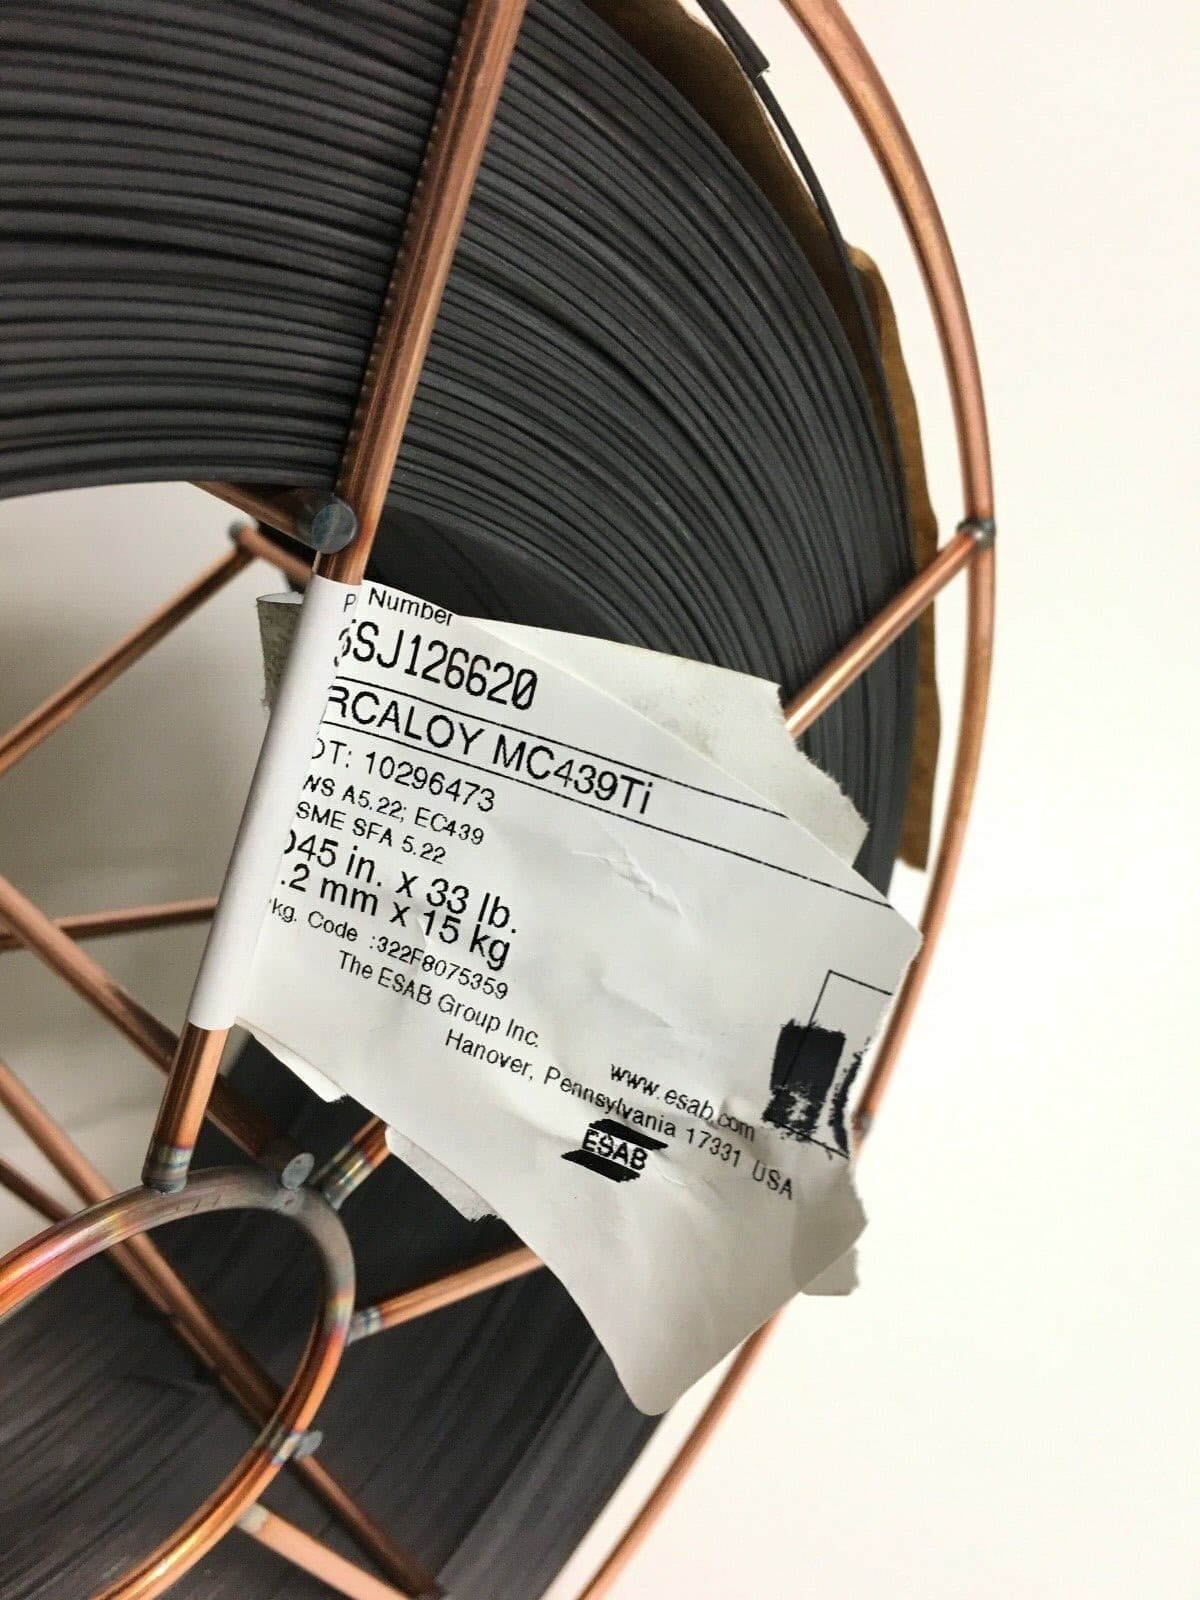 P Number
SJ126620
RCALOY MC439Ti
OT: 10296473
WS A5.22; EC439
SME SFA 5.22
045 in. x 33 lb.
.2 mm x 15 kg
kg. Code :322F8075359
The ESAB Group Inc. www.esab.com
Hanover, Pennsylvania 17331 USA
ESAB